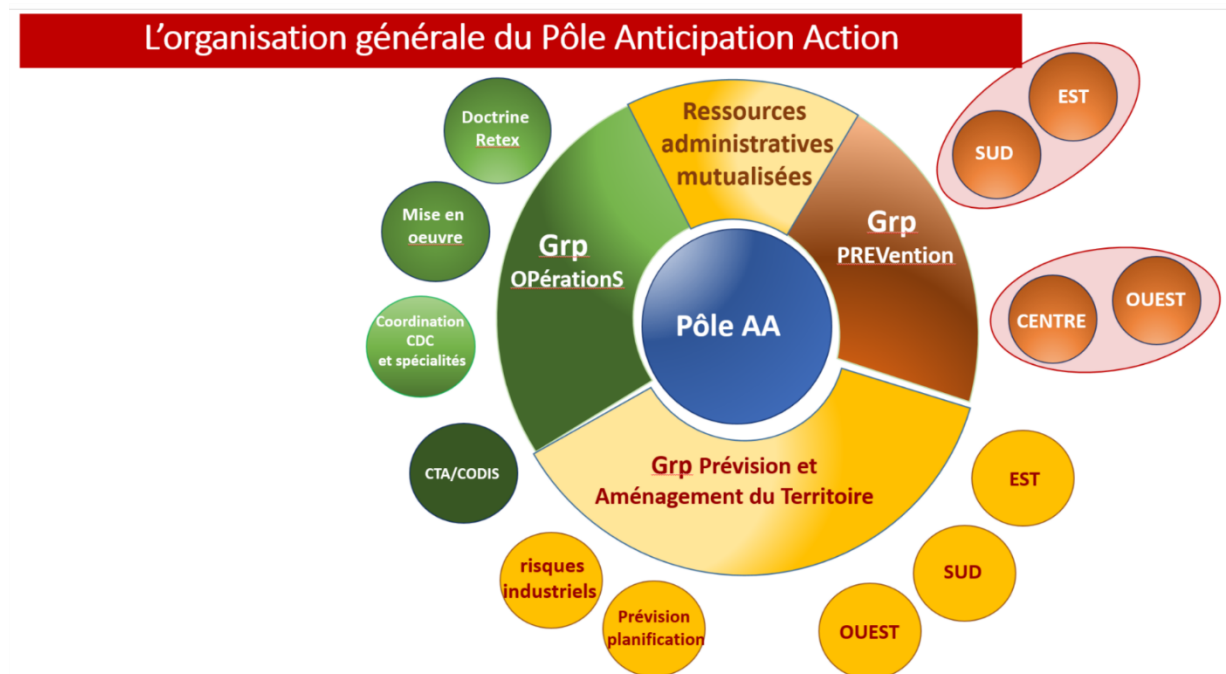 L'organisation générale du Pôle Anticipation Action
Doctrine
Retex
Mise en
oeuvre
Coordination
CDC
et spécialités
CTA/CODIS
risques
industriels
Prévision
planification
Ressources
administratives
mutualisées
Grp
OPérationS
Grp
PREVention
Pôle AA
Grp Prévision et
Aménagement du Territoire
EST
SUD
CENTRE
OUEST
EST
SUD
OUEST